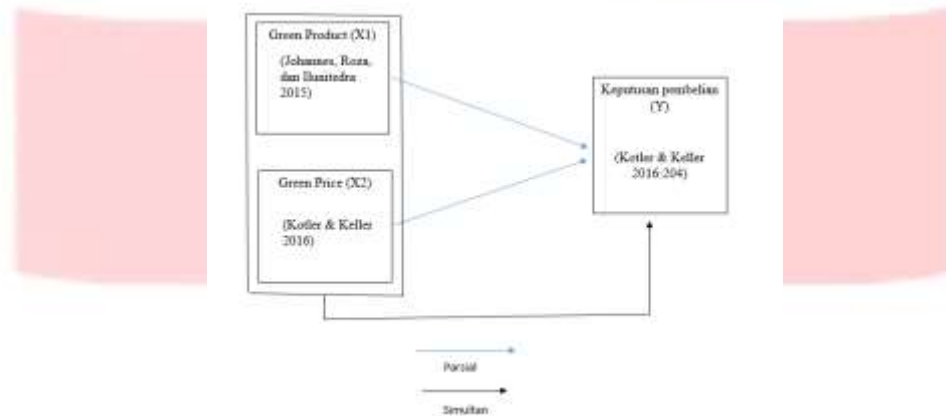 Green Product (X1)
(Johannes, Roza,
dan Ilunitedra
2015)
Keputusan pembelian
(Y)
(Kotler & Keller
2016:204)
Green Price (X2)
(Kotler & Keller
2016)
Parsial
Simultan